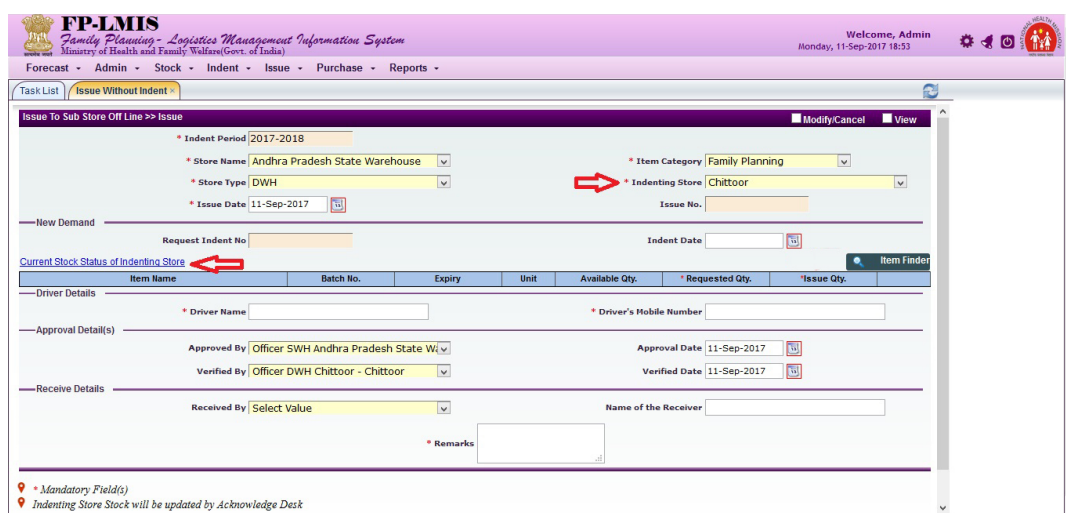 FP-LMIS
Family Planning - Logistics Management Information System
Ministry of Health and Family Welfare(Govt. of India)
Welcome, Admin
Monday, 11-Sep-2017 18:53
Forecast Admin Stock Indent Issue Purchase Reports
Task List Issue Without Indent ×
Issue To Sub Store Off Line >> Issue Modify/Cancel View
* Indent Period 2017-2018
* Store Name Andhra Pradesh State Warehouse * Item Category Family Planning
* Store Type DWH * Indenting Store Chittoor
* Issue Date 11-Sep-2017 Issue No.
New Demand
Request Indent No Indent Date
Current Stock Status of Indenting Store Item Finder
Item Name Batch No. Expiry Unit Available Qty. *Requested Qty. *Issue Qty.
Driver Details
* Driver Name * Driver's Mobile Number
Approval Detail(s)
Approved By Officer SWH Andhra Pradesh State Wa Approval Date 11-Sep-2017
Verified By Officer DWH Chittoor - Chittoor Verified Date 11-Sep-2017
Receive Details
Received By Select Value Name of the Receiver
* Remarks
* Mandatory Field(s)
Indenting Store Stock will be updated by Acknowledge Desk